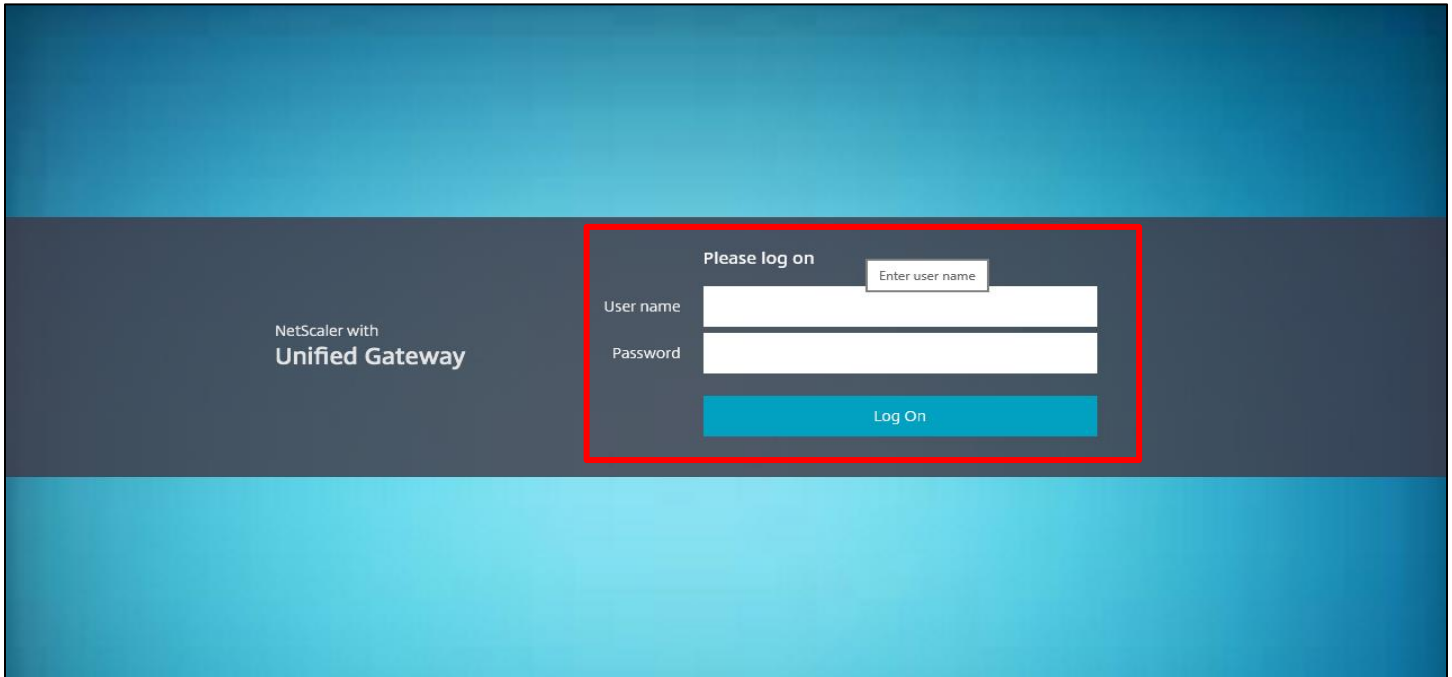 Please log on
Enter user name
User name
NetScaler with
Unified Gateway
Password
Log On